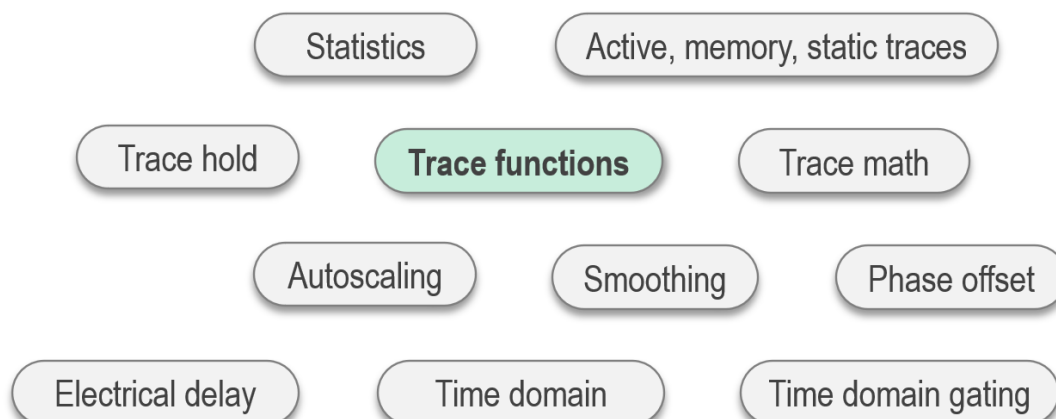 Statistics
Active, memory, static traces
Trace hold
Trace functions
Trace math
Autoscaling
Smoothing
Phase offset
Electrical delay
Time domain
Time domain gating